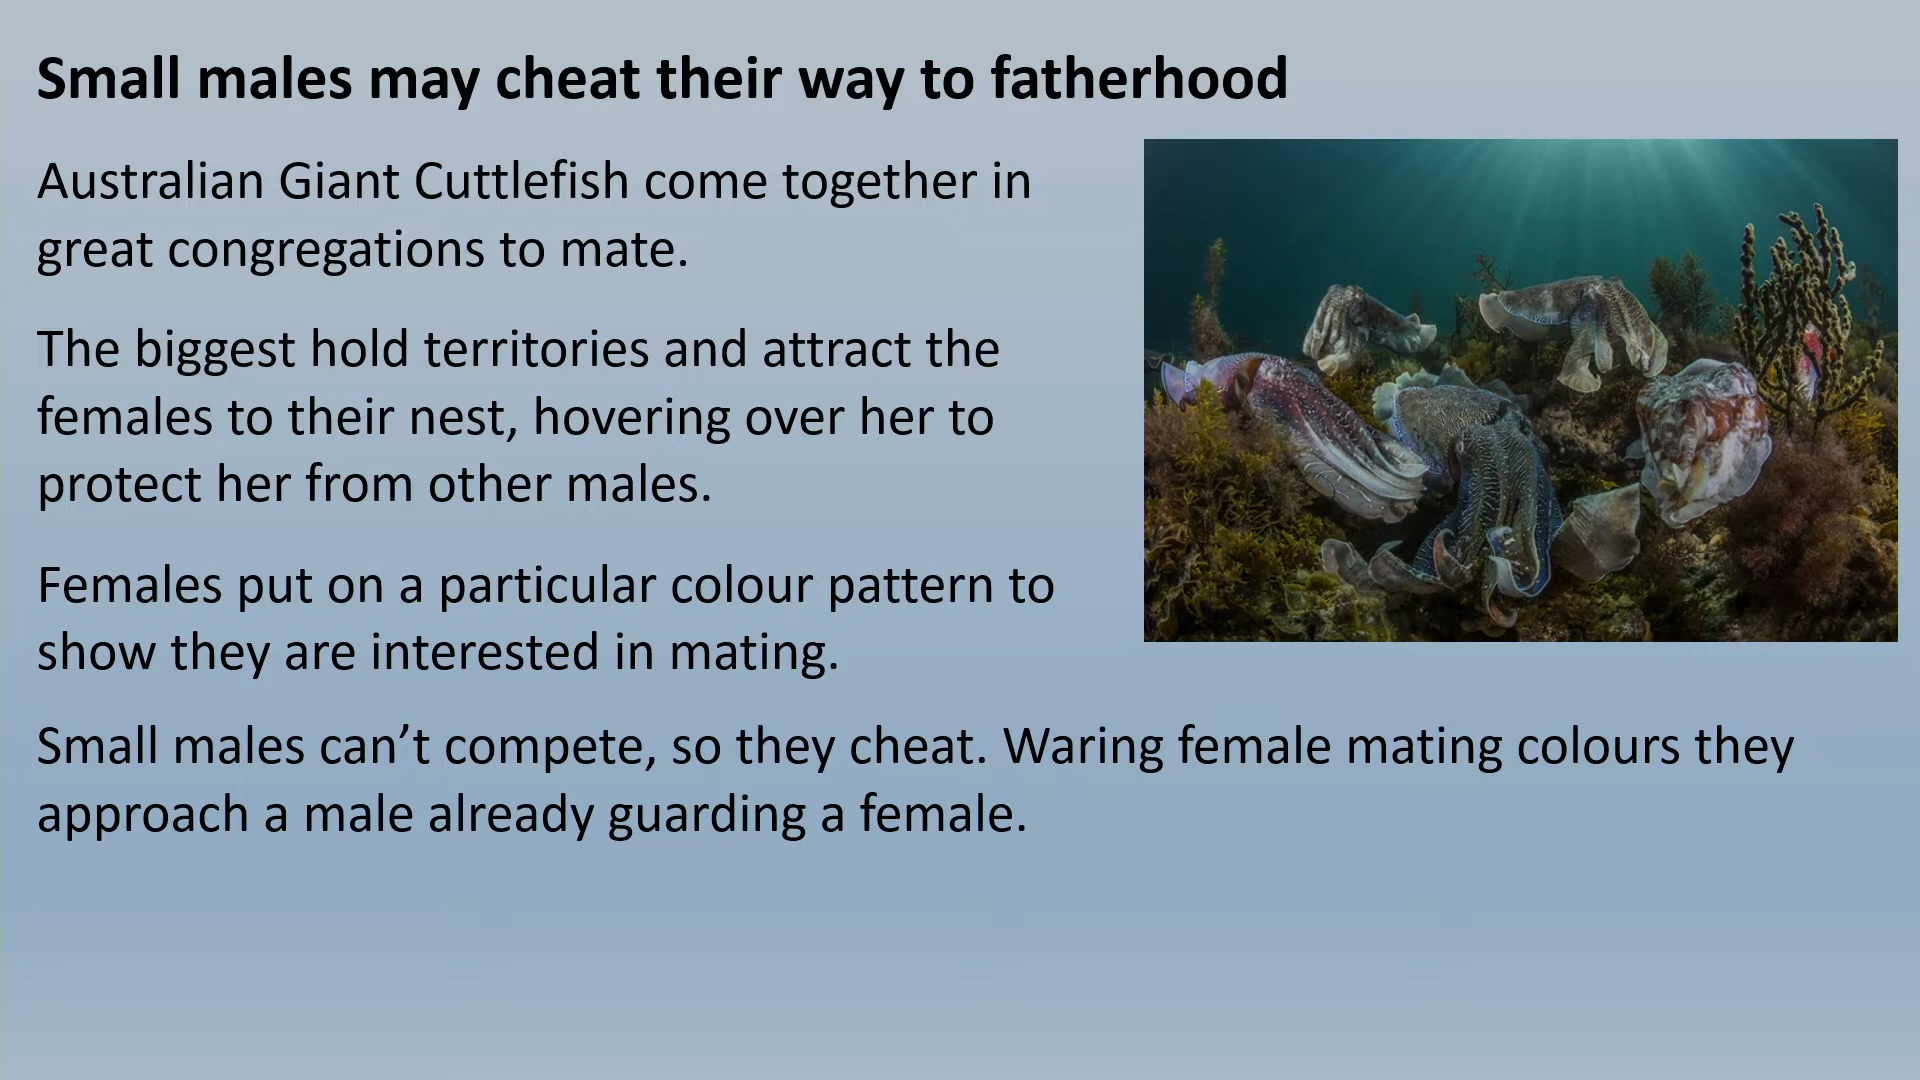 Small males may cheat their way to fatherhood
Australian Giant Cuttlefish come together in
great congregations to mate.
The biggest hold territories and attract the
females to their nest, hovering over her to
protect her from other males.
Females put on a particular colour pattern to
show they are interested in mating.
Small males can’t compete, so they cheat. Waring female mating colours they
approach a male already guarding a female.